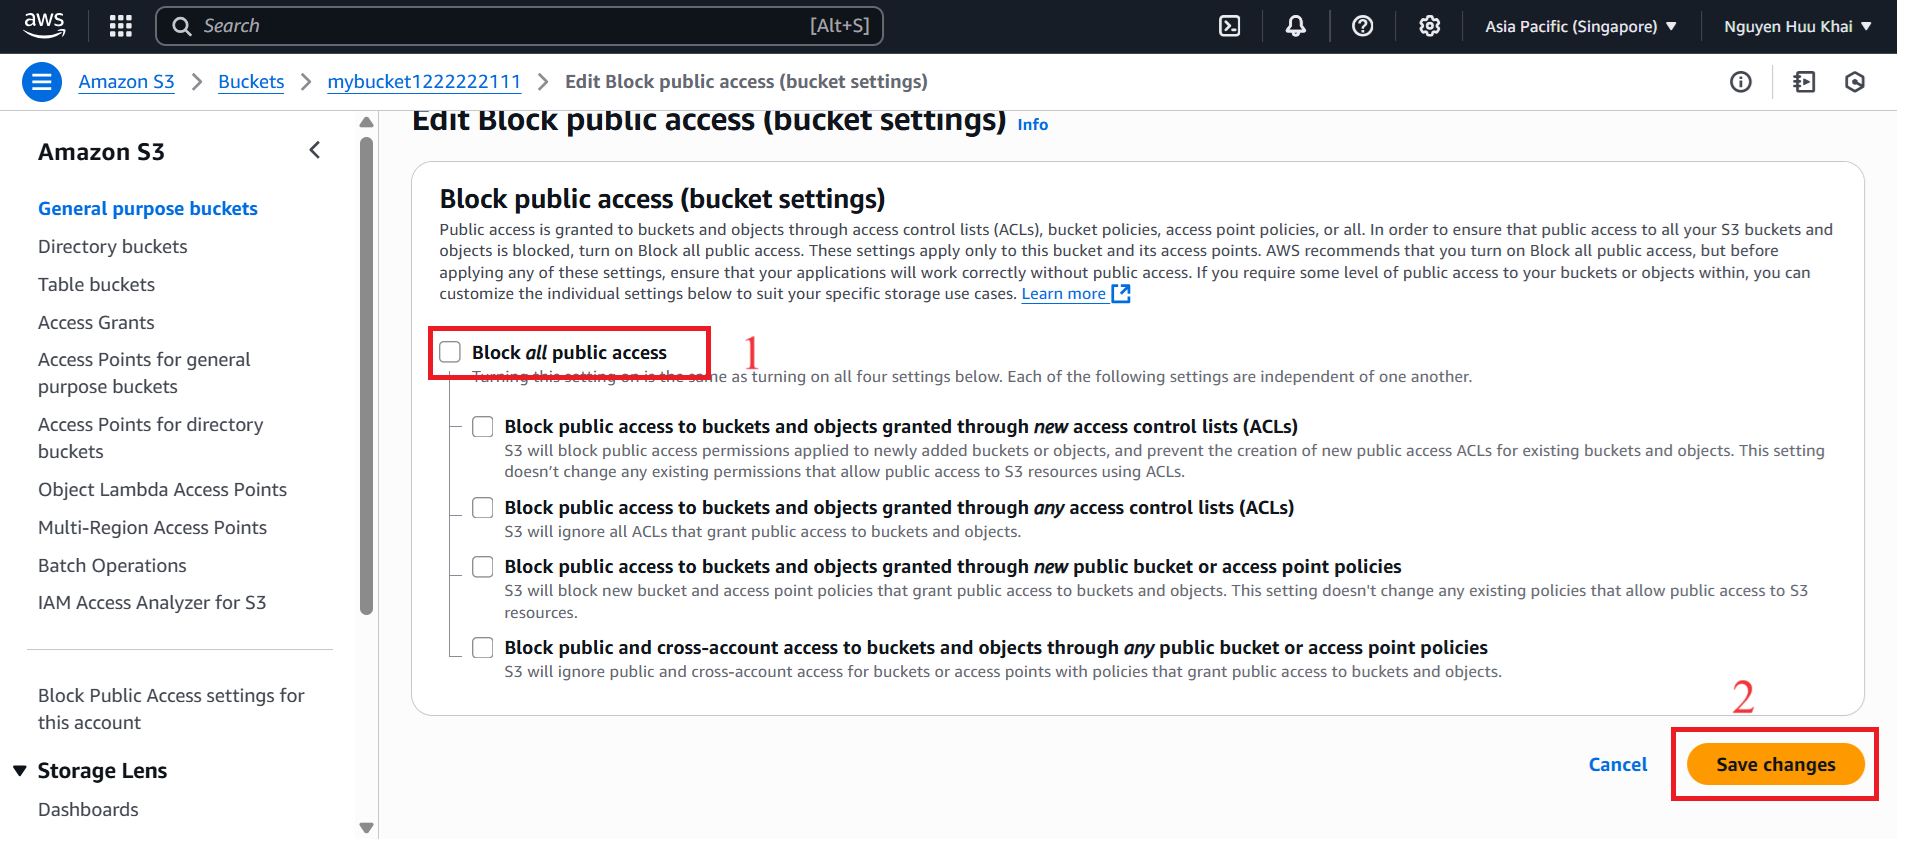 aws
Search
[Alt+S]
Asia Pacific (Singapore)
Nguyen Huu Khai
Amazon S3
Buckets
mybucket1222222111
Edit Block public access (bucket settings)
Amazon S3
General purpose buckets
Directory buckets
Table buckets
Access Grants
Access Points for general
purpose buckets
Access Points for directory
buckets
Object Lambda Access Points
Multi-Region Access Points
Batch Operations
IAM Access Analyzer for S3
Block Public Access settings for
this account
Storage Lens
Dashboards
Edit Block public access (bucket settings) Info
Block public access (bucket settings)
Public access is granted to buckets and objects through access control lists (ACLs), bucket policies, access point policies, or all. In order to ensure that public access to all your S3 buckets and
objects is blocked, turn on Block all public access. These settings apply only to this bucket and its access points. AWS recommends that you turn on Block all public access, but before
applying any of these settings, ensure that your applications will work correctly without public access. If you require some level of public access to your buckets or objects within, you can
customize the individual settings below to suit your specific storage use cases. Learn more
Block all public access
1
Turning this setting on is the same as turning on all four settings below. Each of the following settings are independent of one another.
Block public access to buckets and objects granted through new access control lists (ACLs)
S3 will block public access permissions applied to newly added buckets or objects, and prevent the creation of new public access ACLs for existing buckets and objects. This setting
doesn’t change any existing permissions that allow public access to S3 resources using ACLs.
Block public access to buckets and objects granted through any access control lists (ACLs)
S3 will ignore all ACLs that grant public access to buckets and objects.
Block public access to buckets and objects granted through new public bucket or access point policies
S3 will block new bucket and access point policies that grant public access to buckets and objects. This setting doesn't change any existing policies that allow public access to S3
resources.
Block public and cross-account access to buckets and objects through any public bucket or access point policies
S3 will ignore public and cross-account access for buckets or access points with policies that grant public access to buckets and objects.
2
Cancel
Save changes